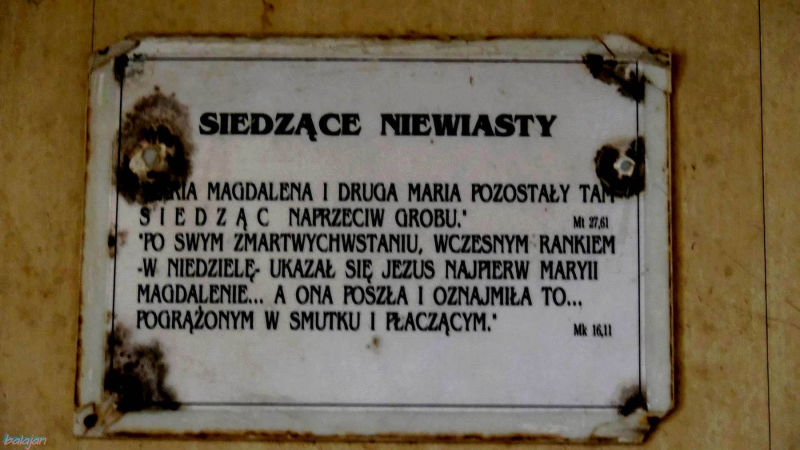 SIEDZĄCE NIEWIASTY
MARIA MAGDALENA I DRUGA MARIA POZOSTAŁY TAM
SIEDZĄC NAPRZECIW GROBU."
Mt 27,61
"PO SWYM ZMARTWYCHWSTANIU, WCZESNYM RANKIEM
-W NIEDZIELĘ- UKAZAŁ SIĘ JEZUS NAJPIERW MARYII
MAGDALENIE... A ONA POSZŁA I OZNAJMIŁA TO...
POGRĄŻONYM W SMUTKU I PŁACZĄCYM."
Mk 16,11
balajan